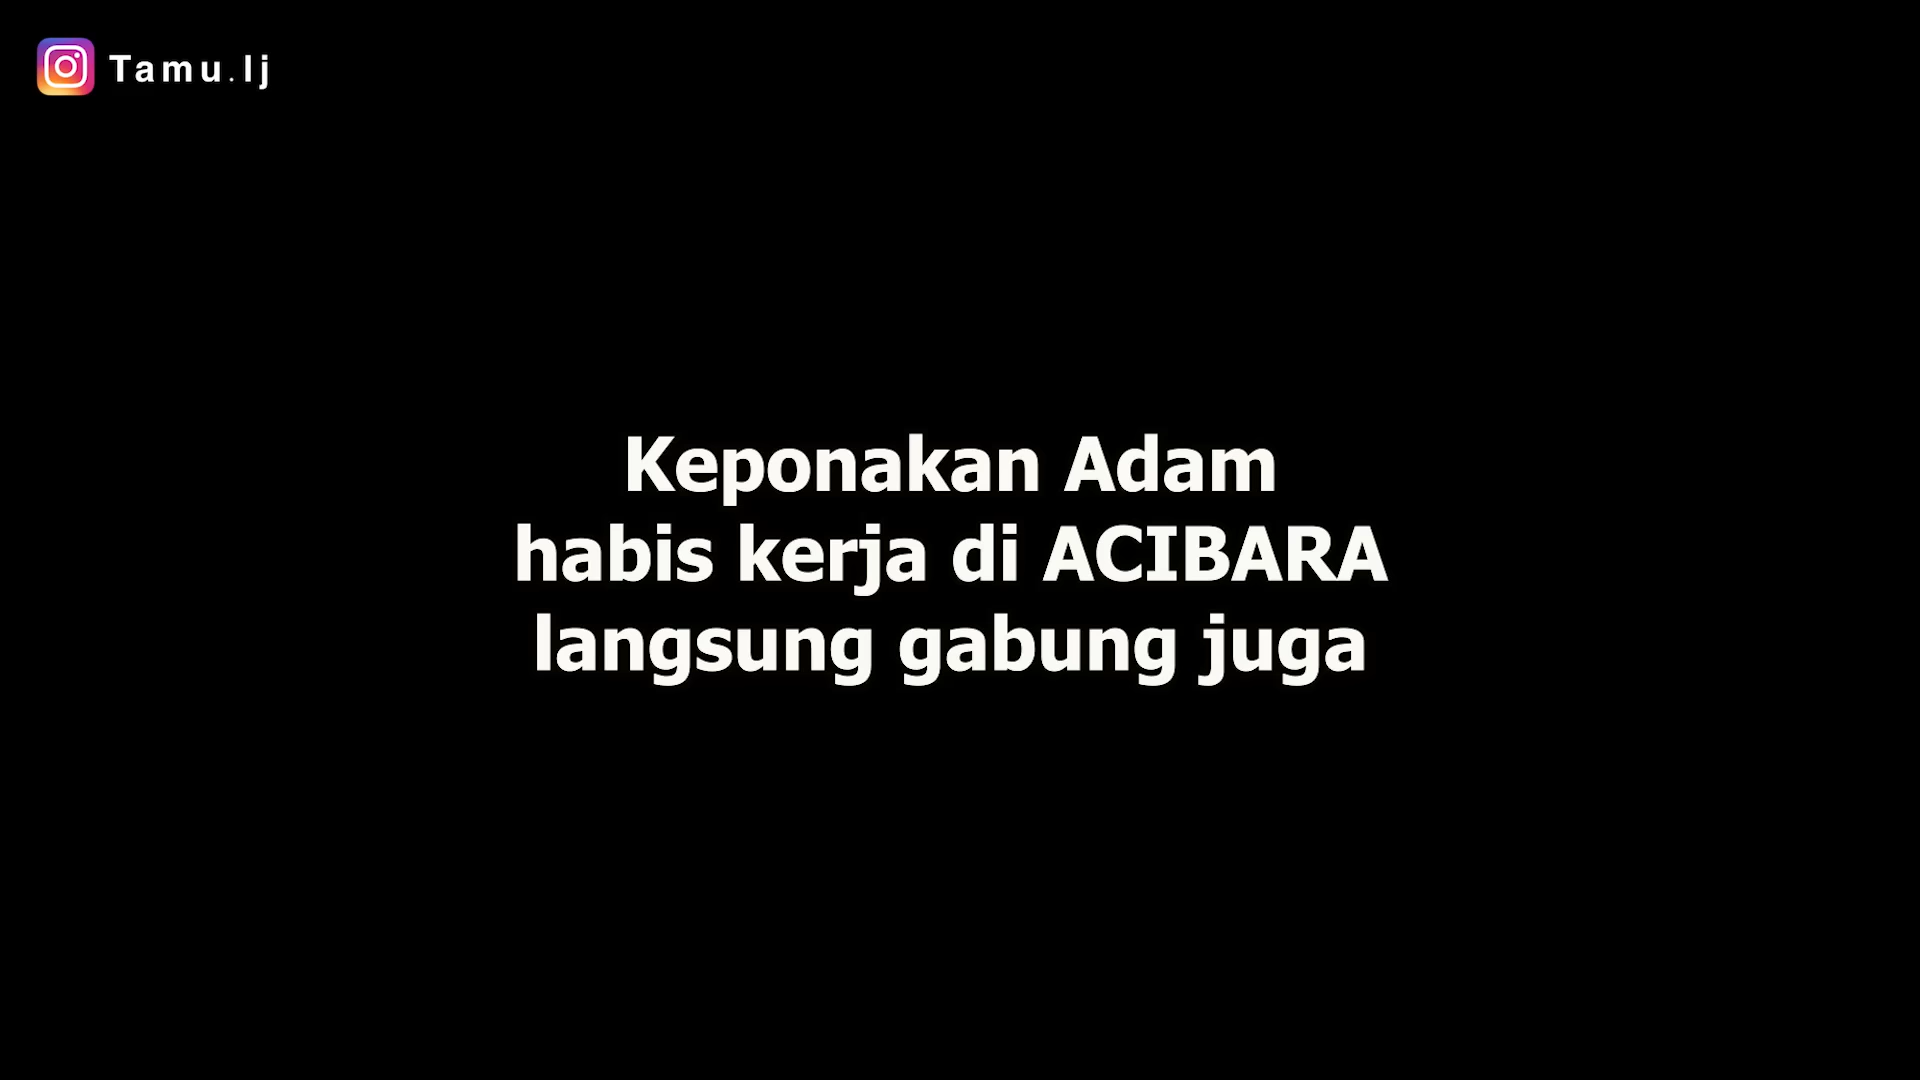 Tamu.lj
Keponakan Adam
habis kerja di ACIBARA
langsung gabung juga